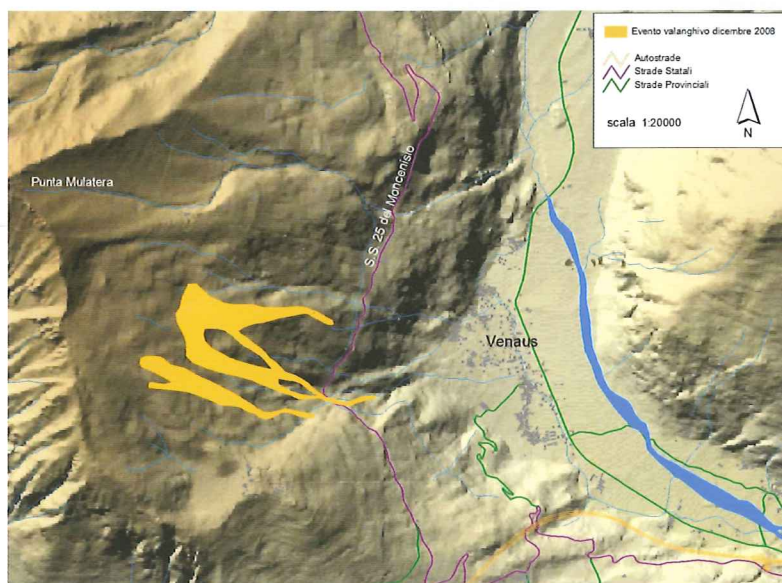 Evento valanghivo dicembre 2008
Autostrade
Strade Statali
Strade Provinciali
scala 1:20000
N
Punta Mulatera
S.S. 25 del Moncenisio
Venaus